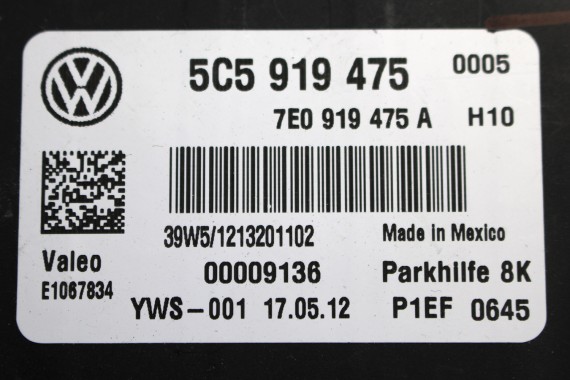 5C5 919 475 0005
7E0 919 475 A H10
39W5/1213201102 Made in Mexico
Valeo 00009136 Parkhilfe 8K
E1067834
YWS-001 17.05.12 P1EF 0645